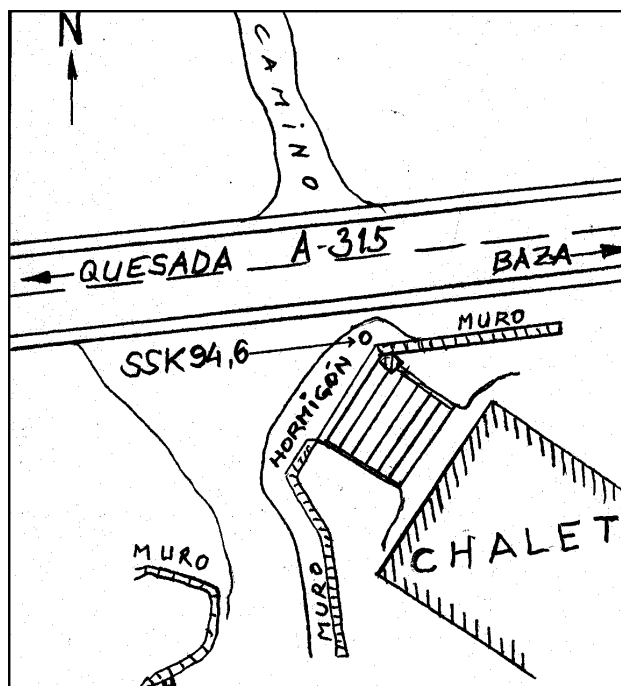 N
CAMiNO
QUESADA
A-315
BAZA
SSK94,6
MURO
HORMIGÓN
CHALET
MURO
MURO